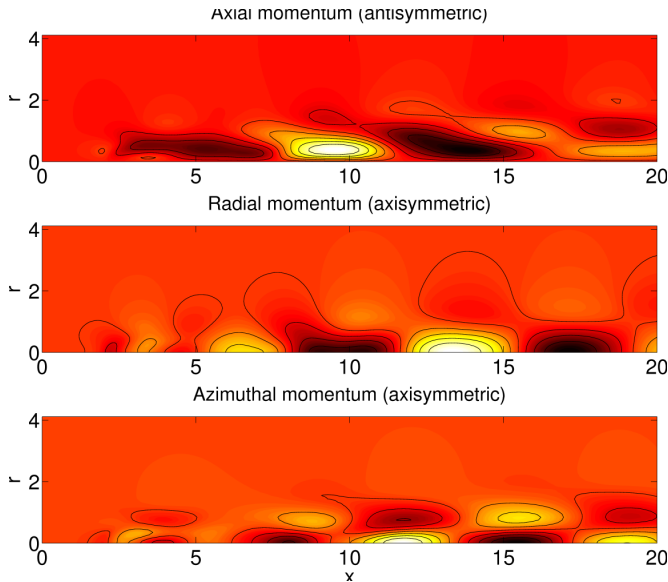 Axial momentum (antisymmetric)
4
2
0
r
0 5 10 15 20
Radial momentum (axisymmetric)
4
2
0
r
0 5 10 15 20
Azimuthal momentum (axisymmetric)
4
2
0
r
0 5 10 15 20
x